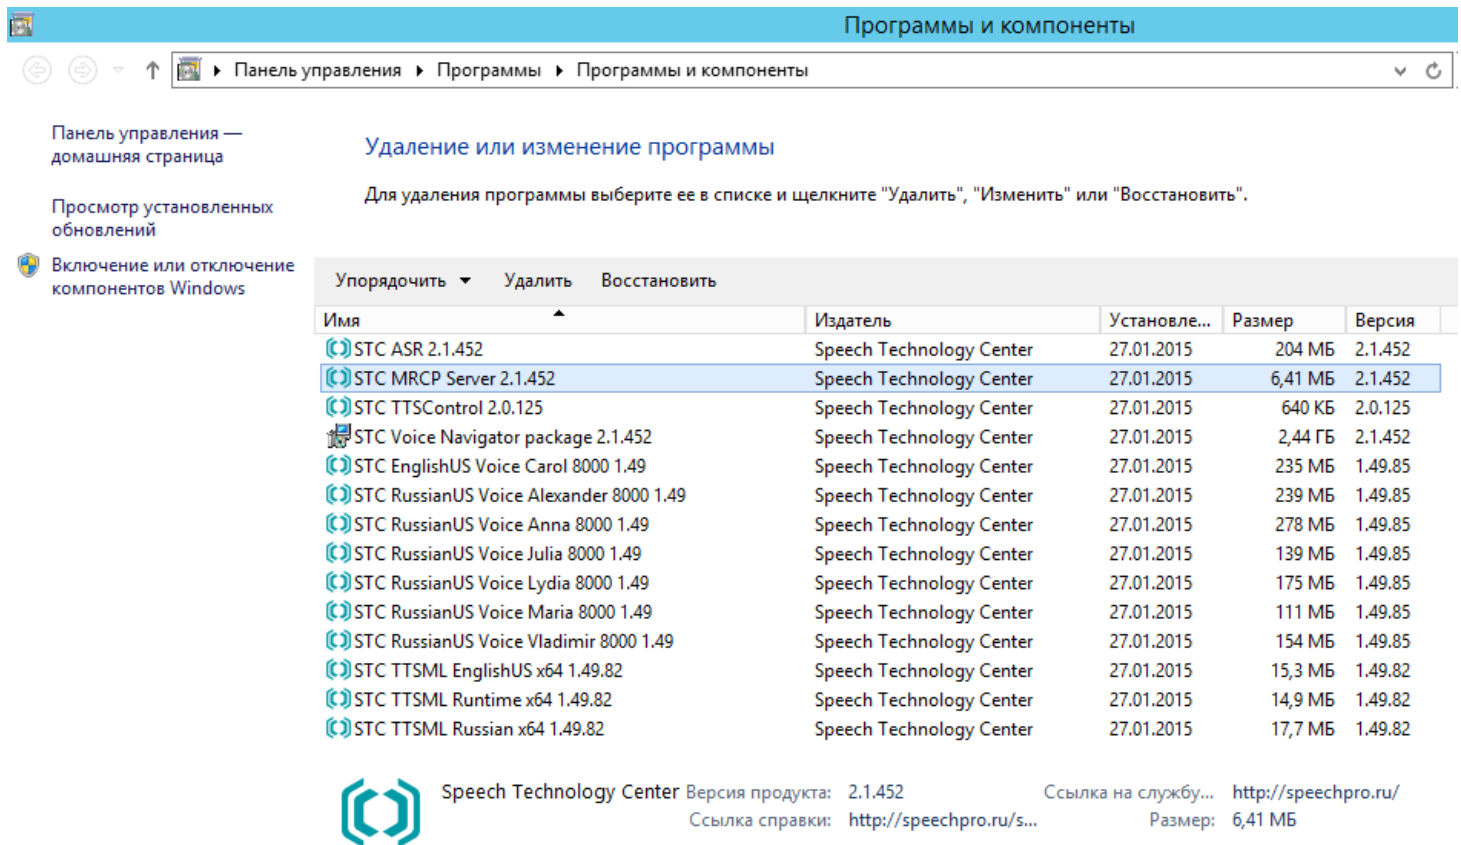 Программы и компоненты
Панель управления Программы Программы и компоненты
Панель управления —
домашняя страница
Просмотр установленных
обновлений
Включение или отключение
компонентов Windows
Удаление или изменение программы
Для удаления программы выберите ее в списке и щелкните "Удалить", "Изменить" или "Восстановить".
Упорядочить Удалить Восстановить
Имя Издатель Установле... Размер Версия
STC ASR 2.1.452 Speech Technology Center 27.01.2015 204 МБ 2.1.452
STC MRCP Server 2.1.452 Speech Technology Center 27.01.2015 6,41 МБ 2.1.452
STC TTSControl 2.0.125 Speech Technology Center 27.01.2015 640 КБ 2.0.125
STC Voice Navigator package 2.1.452 Speech Technology Center 27.01.2015 2,44 ГБ 2.1.452
STC EnglishUS Voice Carol 8000 1.49 Speech Technology Center 27.01.2015 235 МБ 1.49.85
STC RussianUS Voice Alexander 8000 1.49 Speech Technology Center 27.01.2015 239 МБ 1.49.85
STC RussianUS Voice Anna 8000 1.49 Speech Technology Center 27.01.2015 278 МБ 1.49.85
STC RussianUS Voice Julia 8000 1.49 Speech Technology Center 27.01.2015 139 МБ 1.49.85
STC RussianUS Voice Lydia 8000 1.49 Speech Technology Center 27.01.2015 175 МБ 1.49.85
STC RussianUS Voice Maria 8000 1.49 Speech Technology Center 27.01.2015 111 МБ 1.49.85
STC RussianUS Voice Vladimir 8000 1.49 Speech Technology Center 27.01.2015 154 МБ 1.49.85
STC TTSML EnglishUS x64 1.49.82 Speech Technology Center 27.01.2015 15,3 МБ 1.49.82
STC TTSML Runtime x64 1.49.82 Speech Technology Center 27.01.2015 14,9 МБ 1.49.82
STC TTSML Russian x64 1.49.82 Speech Technology Center 27.01.2015 17,7 МБ 1.49.82
Speech Technology Center Версия продукта: 2.1.452 Ссылка на службу... http://speechpro.ru/
Ссылка справки: http://speechpro.ru/s... Размер: 6,41 МБ